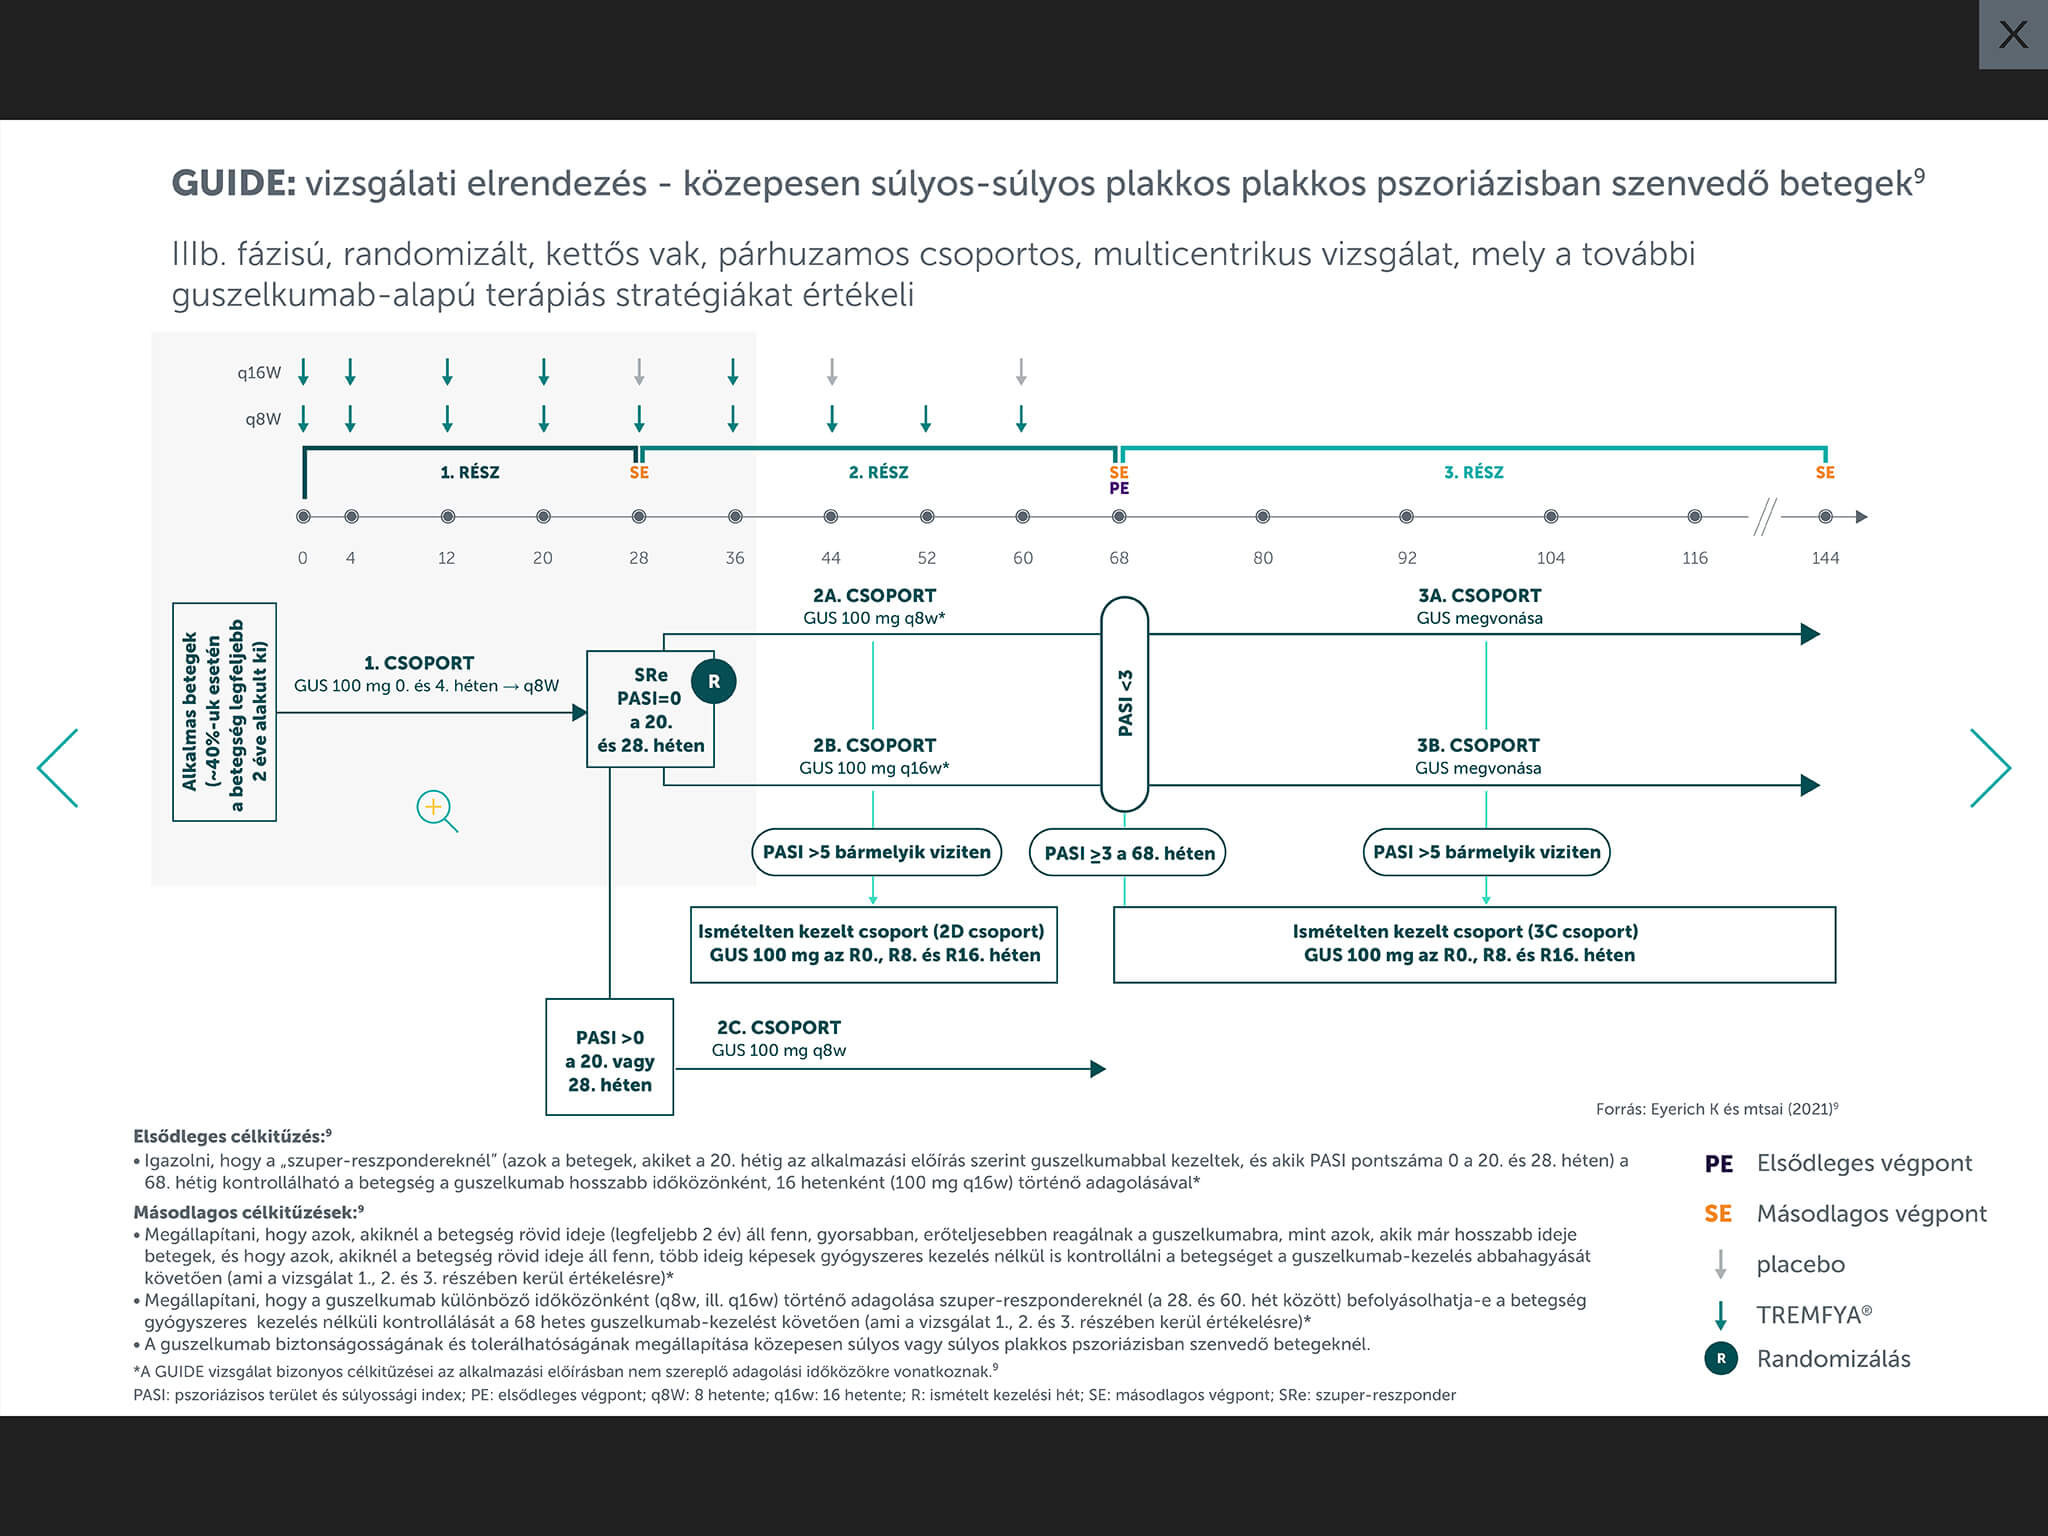 X
GUIDE: vizsgálati elrendezés - közepesen súlyos-súlyos plakkos plakkos pszoriázisban szenvedő betegek⁹
IIIb. fázisú, randomizált, kettős vak, párhuzamos csoportos, multicentrikus vizsgálat, mely a további
guszelkumab-alapú terápiás stratégiákat értékeli
q16W
q8W
1. RÉSZ
SE
2. RÉSZ
SE
PE
3. RÉSZ
SE
0 4 12 20 28 36 44 52 60 68 80 92 104 116 144
Alkalmas betegek
(~40%-uk esetén
a betegség legfeljebb
2 éve alakult ki)
1. CSOPORT
GUS 100 mg 0. és 4. héten → q8W
SRe
PASI=0
a 20.
és 28. héten
R
2A. CSOPORT
GUS 100 mg q8w*
2B. CSOPORT
GUS 100 mg q16w*
PASI <3
3A. CSOPORT
GUS megvonása
3B. CSOPORT
GUS megvonása
PASI >5 bármelyik viziten
PASI ≥3 a 68. héten
PASI >5 bármelyik viziten
Ismételten kezelt csoport (2D csoport)
GUS 100 mg az R0., R8. és R16. héten
Ismételten kezelt csoport (3C csoport)
GUS 100 mg az R0., R8. és R16. héten
PASI >0
a 20. vagy
28. héten
2C. CSOPORT
GUS 100 mg q8w
Forrás: Eyerich K és mtsai (2021)⁹
Elsődleges célkitűzés:⁹
• Igazolni, hogy a „szuper-reszpondereknél” (azok a betegek, akiket a 20. hétig az alkalmazási előírás szerint guszelkumabbal kezeltek, és akik PASI pontszáma 0 a 20. és 28. héten) a
68. hétig kontrollálható a betegség a guszelkumab hosszabb időközönként, 16 hetenként (100 mg q16w) történő adagolásával*
Másodlagos célkitűzések:⁹
• Megállapítani, hogy azok, akiknél a betegség rövid ideje (legfeljebb 2 év) áll fenn, gyorsabban, erőteljesebben reagálnak a guszelkumabra, mint azok, akik már hosszabb ideje
betegek, és hogy azok, akiknél a betegség rövid ideje áll fenn, több ideig képesek gyógyszeres kezelés nélkül is kontrollálni a betegséget a guszelkumab-kezelés abbahagyását
követően (ami a vizsgálat 1., 2. és 3. részében kerül értékelésre)*
• Megállapítani, hogy a guszelkumab különböző időközönként (q8w, ill. q16w) történő adagolása szuper-reszpondereknél (a 28. és 60. hét között) befolyásolhatja-e a betegség
gyógyszeres kezelés nélküli kontrollálását a 68 hetes guszelkumab-kezelést követően (ami a vizsgálat 1., 2. és 3. részében kerül értékelésre)*
• A guszelkumab biztonságosságának és tolerálhatóságának megállapítása közepesen súlyos vagy súlyos plakkos pszoriázisban szenvedő betegeknél.
*A GUIDE vizsgálat bizonyos célkitűzései az alkalmazási előírásban nem szereplő adagolási időközökre vonatkoznak.⁹
PASI: pszoriázisos terület és súlyossági index; PE: elsődleges végpont; q8W: 8 hetente; q16w: 16 hetente; R: ismételt kezelési hét; SE: másodlagos végpont; SRe: szuper-reszponder
PE Elsődleges végpont
SE Másodlagos végpont
placebo
TREMFYA®
R Randomizálás